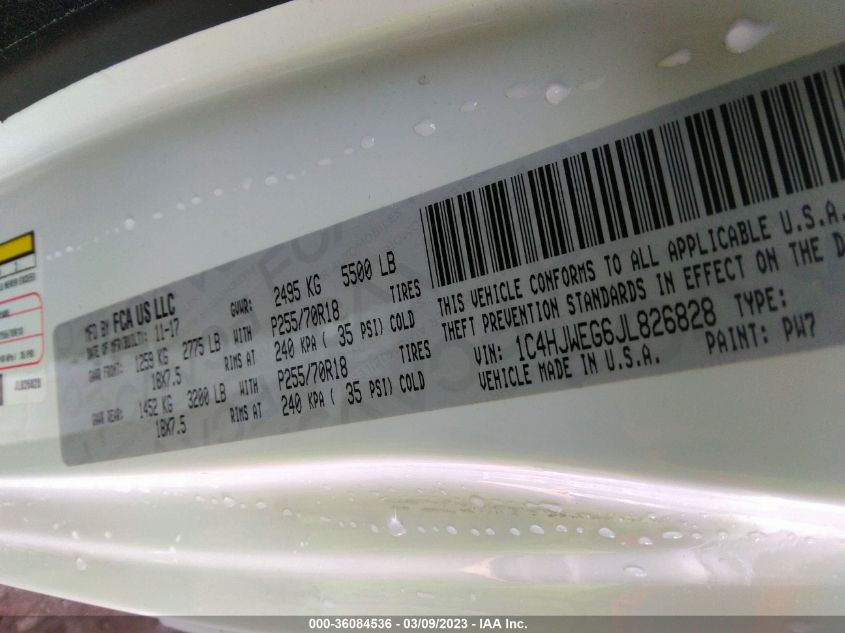 MFD BY FCA US LLC
DATE OF MFR(BUILT): 11-17 GVWR: 2495 KG 5500 LB
GAWR FRONT: 1259 KG 2775 LB WITH P255/70R18 TIRES
18X7.5 RIMS AT 240 KPA ( 35 PSI) COLD
GAWR REAR: 1452 KG 3200 LB WITH P255/70R18 TIRES
18X7.5 RIMS AT 240 KPA ( 35 PSI) COLD
THIS VEHICLE CONFORMS TO ALL APPLICABLE U.S.A.
THEFT PREVENTION STANDARDS IN EFFECT ON THE D
VIN: 1C4HJWEG6JL826828 TYPE:
VEHICLE MADE IN U.S.A. PAINT: PW7
JL826828
000-36084536 - 03/09/2023 - IAA Inc.